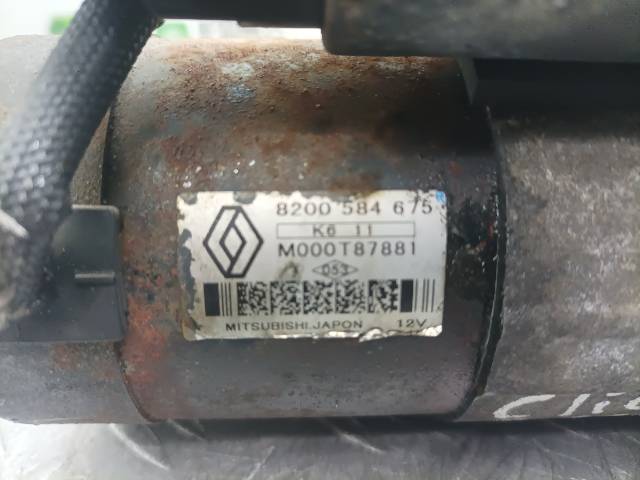 8200 584 675
K6 11
M000T87881
053
MITSUBISHI.JAPON 12V